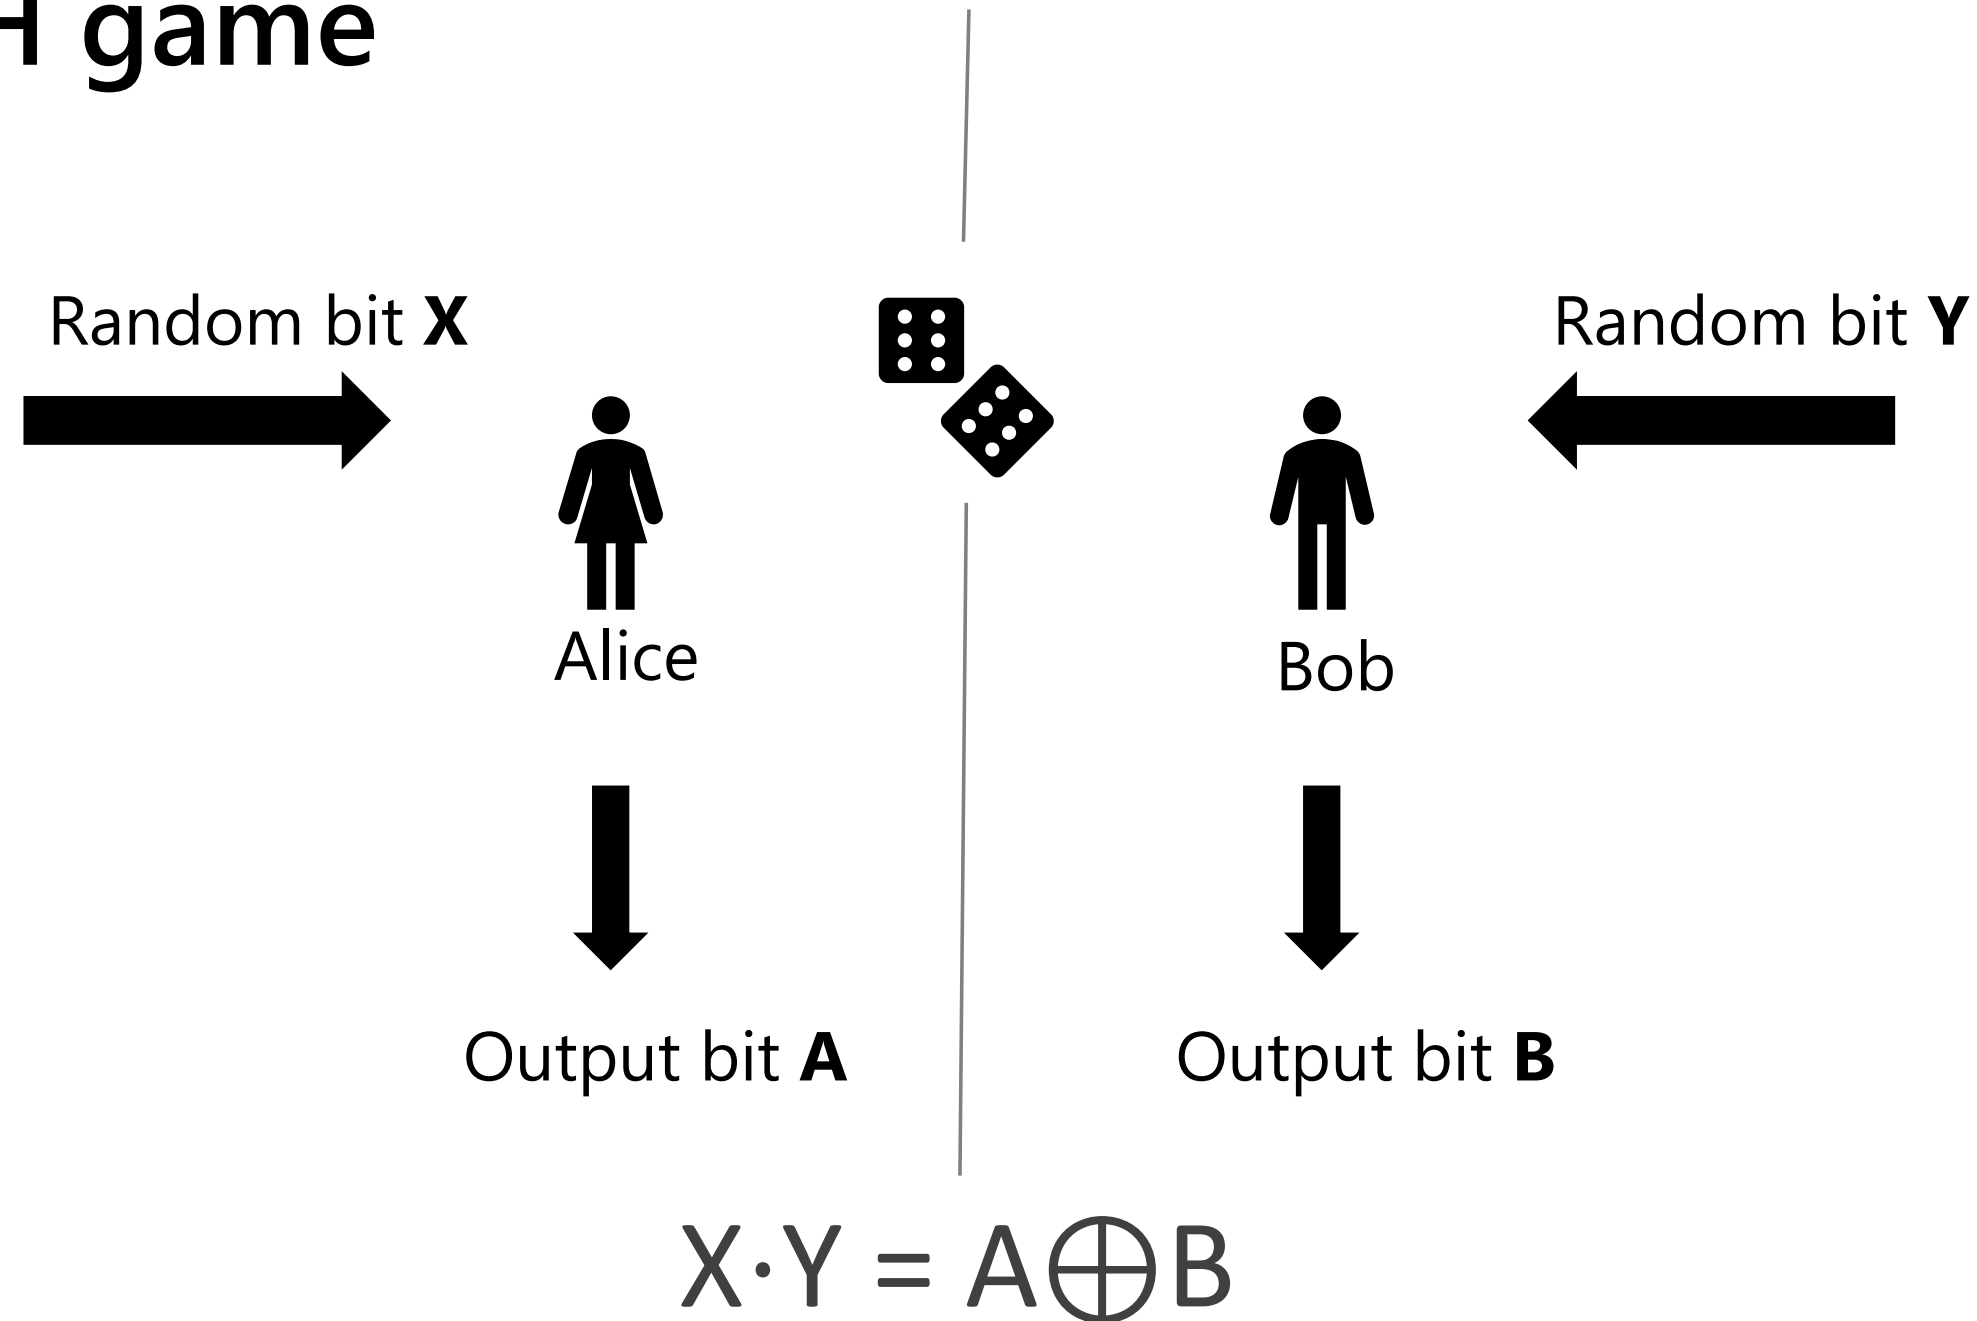 H game
Random bit X
Random bit Y
Alice
Bob
Output bit A
Output bit B
X·Y = A⊕B